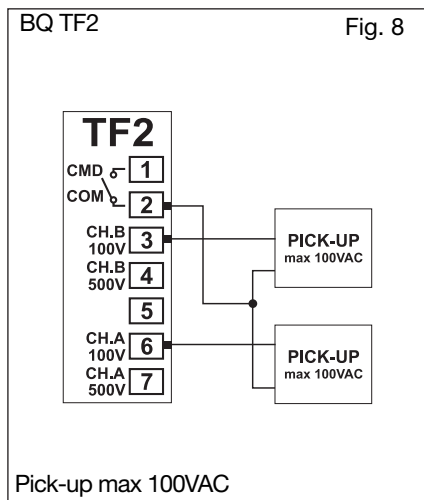 BQ TF2
Fig. 8
TF2
CMD
1
COM
2
CH.B
100V
3
CH.B
500V
4
5
CH.A
100V
6
CH.A
500V
7
PICK-UP
max 100VAC
PICK-UP
max 100VAC
Pick-up max 100VAC